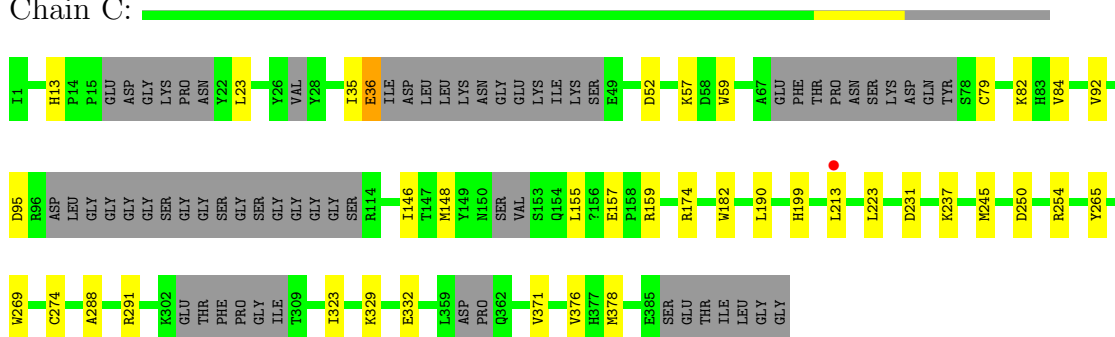 Chain C:
I1 H13 P14 P15 GLU ASP GLY LYS PRO ASN Y22 L23 Y26 VAL Y28 I35 E36 ILE ASP LEU LEU LYS ASN GLY GLU LYS ILE LYS SER E49 D52 K57 D58 W59 A67 GLU PHE THR PRO ASN SER LYS ASP GLN TYR S78 C79 K82 H83 V84 V92
D95 R96 ASP LEU GLY GLY GLY GLY SER GLY GLY SER GLY SER GLY GLY GLY GLY SER R114 I146 T147 M148 Y149 N150 SER VAL S153 Q154 L155 ?156 E157 P158 R159 R174 W182 L190 H199 L213 L223 D231 K237 M245 D250 R254 Y265
W269 C274 A288 R291 K302 GLU THR PHE PRO GLY ILE T309 I323 K329 E332 L359 ASP PRO Q362 V371 V376 H377 M378 E385 SER GLU THR ILE LEU GLY GLY